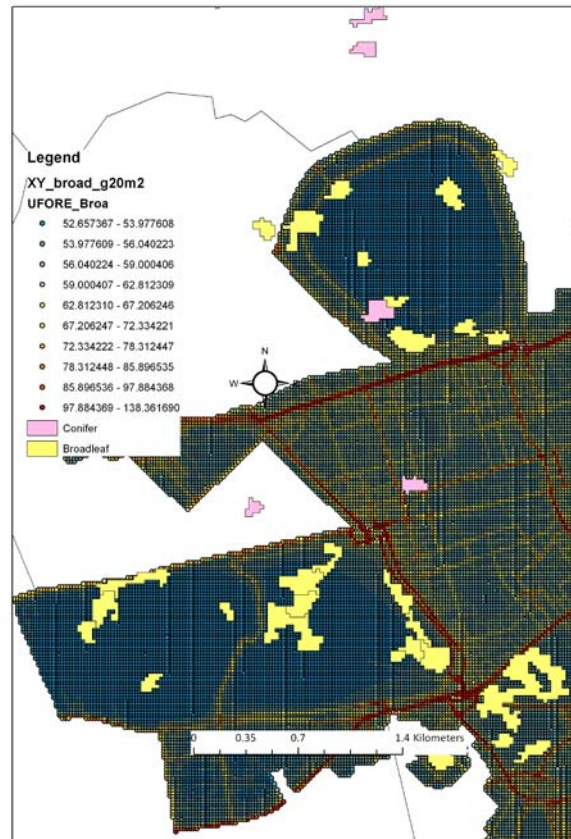 Legend
XY_broad_g20m2
UFORE_Broa
52.657367 - 53.977608
53.977609 - 56.040223
56.040224 - 59.000406
59.000407 - 62.812309
62.812310 - 67.206246
67.206247 - 72.334221
72.334222 - 78.312447
78.312448 - 85.896535
85.896536 - 97.884368
97.884369 - 138.361690
Conifer
Broadleaf
N
W
0 0.35 0.7 1.4 Kilometers